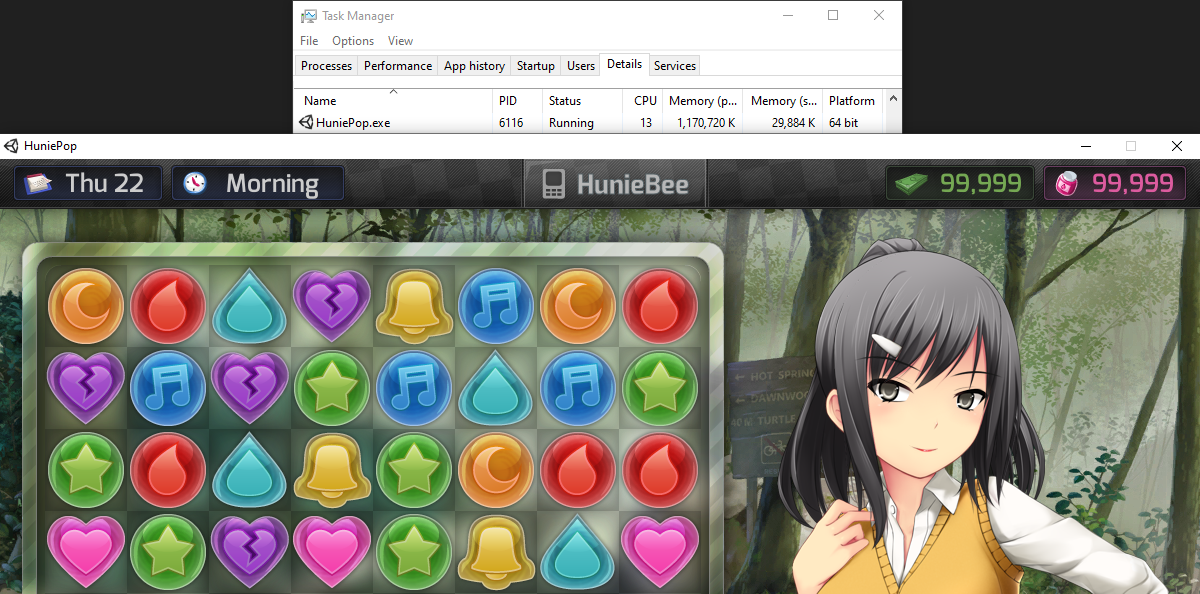 Task Manager
File Options View
Processes Performance App history Startup Users Details Services
Name PID Status CPU Memory (p... Memory (s... Platform
HuniePop.exe 6116 Running 13 1,170,720 K 29,884 K 64 bit
HuniePop
Thu 22 Morning HunieBee 99,999 99,999
HOT SPRING
DAWNWOO
TURTLE